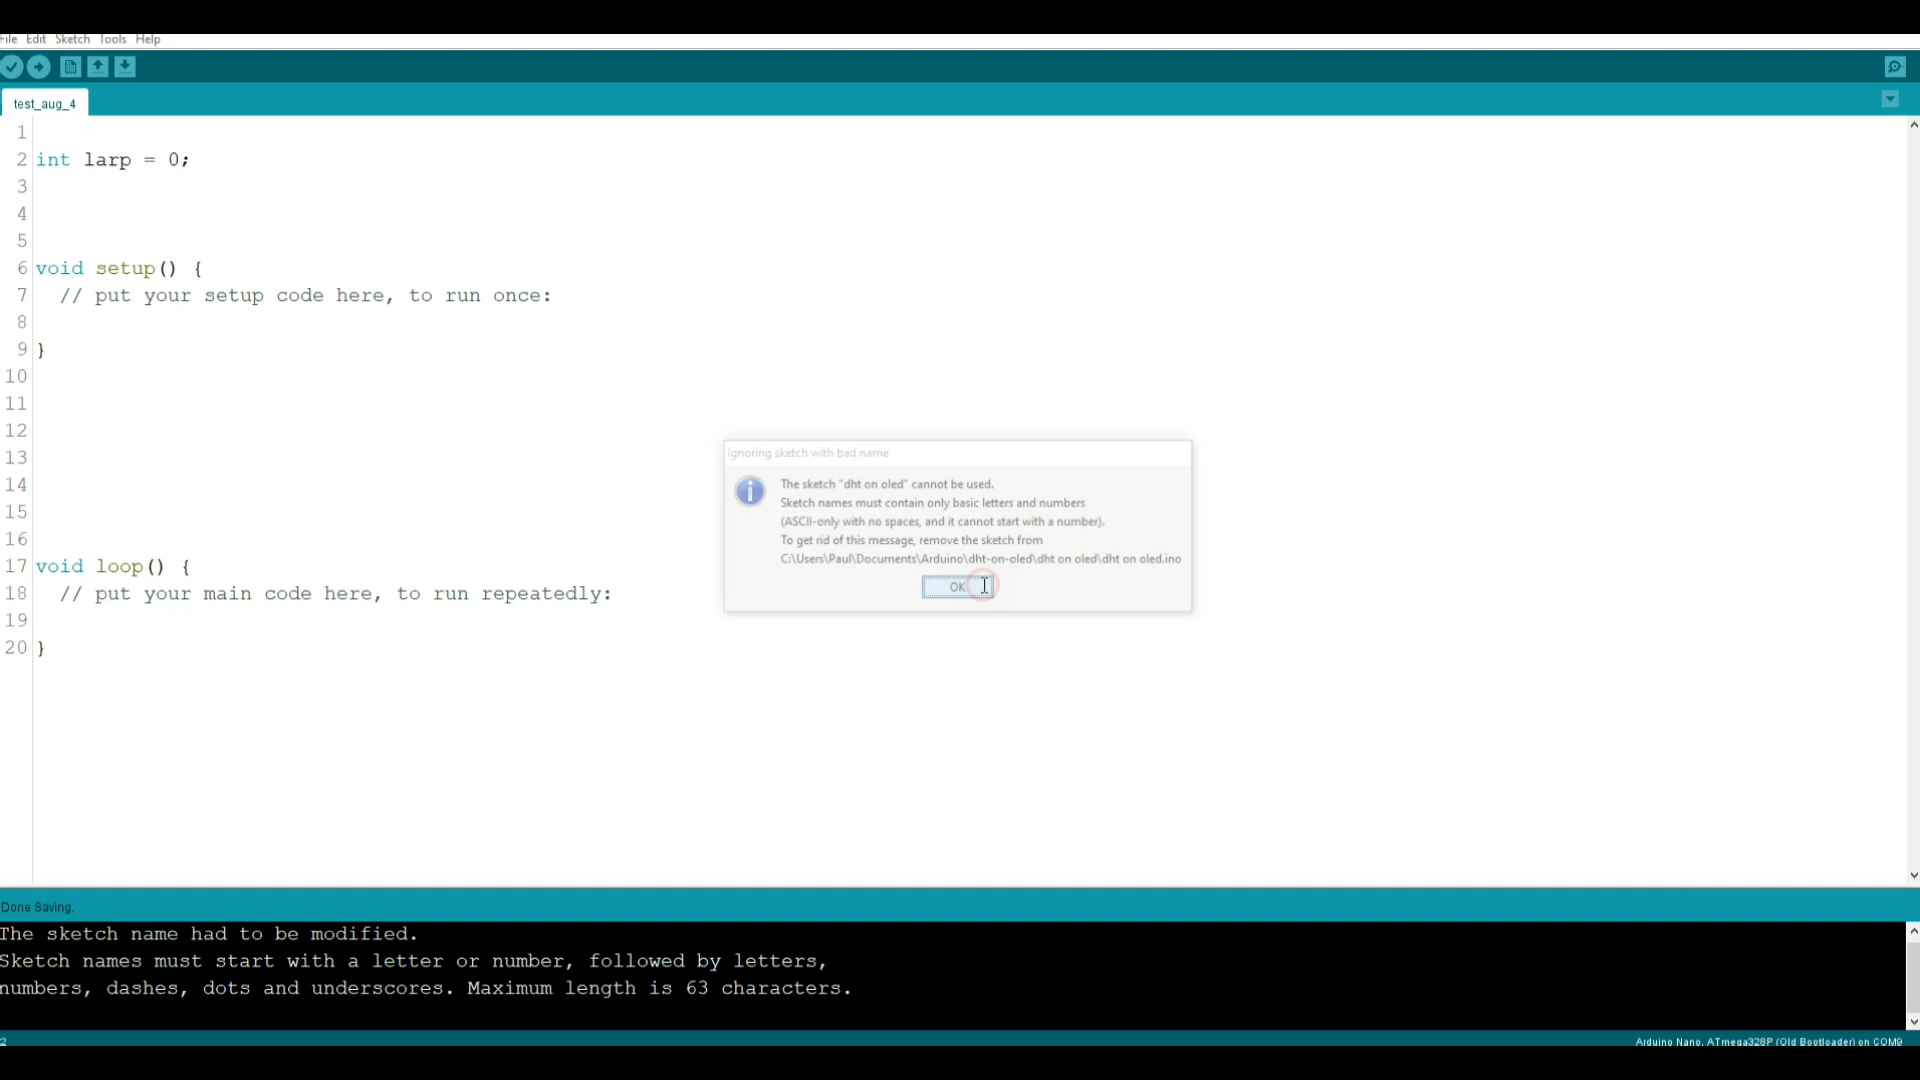 File Edit Sketch Tools Help
test_aug_4
1
2 int larp = 0;
3
4
5
6 void setup() {
7 // put your setup code here, to run once:
8
9 }
10
11
12
13
14
15
16
17 void loop() {
18 // put your main code here, to run repeatedly:
19
20 }
Ignoring sketch with bad name
The sketch "dht on oled" cannot be used.
Sketch names must contain only basic letters and numbers
(ASCII-only with no spaces, and it cannot start with a number).
To get rid of this message, remove the sketch from
C:\Users\Paul\Documents\Arduino\dht-on-oled\dht on oled\dht on oled.ino
OK
Done Saving.
The sketch name had to be modified.
Sketch names must start with a letter or number, followed by letters,
numbers, dashes, dots and underscores. Maximum length is 63 characters.
2
Arduino Nano, ATmega328P (Old Bootloader) on COM9